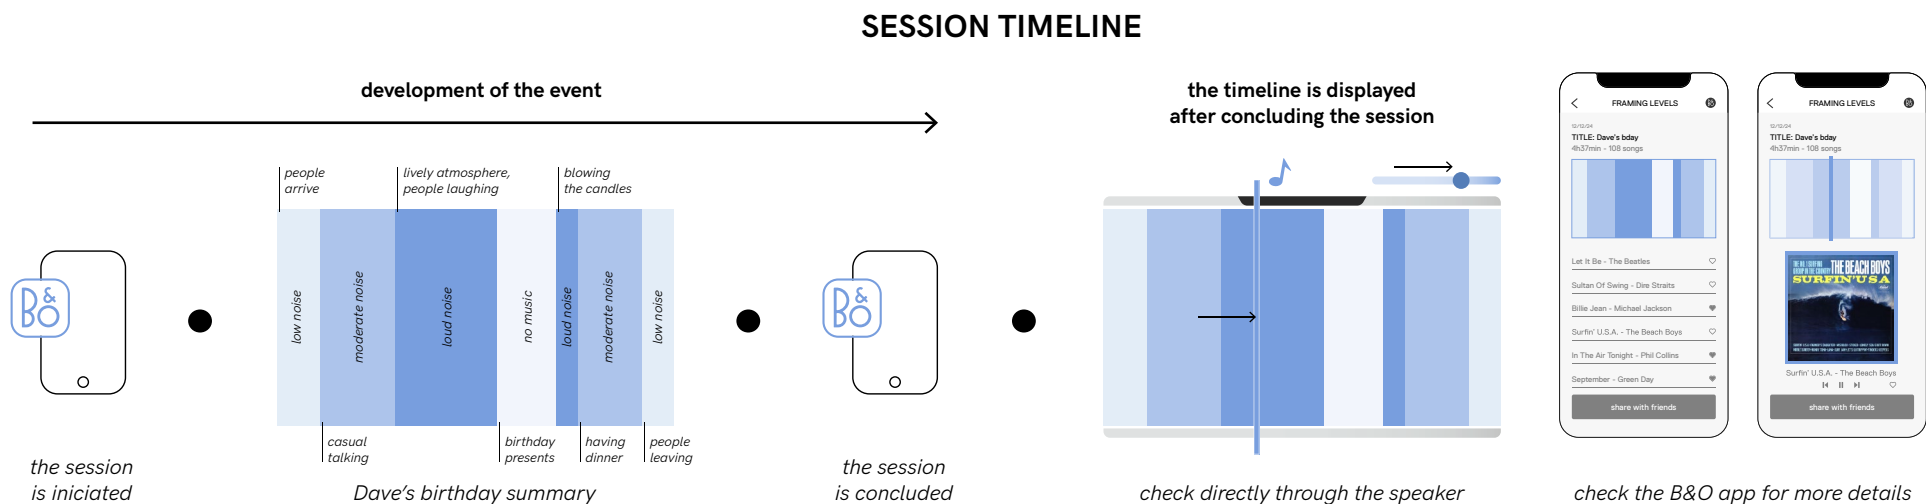 SESSION TIMELINE
development of the event
people
arrive
lively atmosphere,
people laughing
blowing
the candles
low noise
moderate noise
loud noise
no music
loud noise
moderate noise
low noise
casual
talking
birthday
presents
having
dinner
people
leaving
B&O
the session
is iniciated
Dave's birthday summary
B&O
the session
is concluded
the timeline is displayed
after concluding the session
check directly through the speaker
FRAMING LEVELS
12/12/24
TITLE: Dave's bday
4h37min - 108 songs
Let It Be - The Beatles
Sultan Of Swing - Dire Straits
Billie Jean - Michael Jackson
Surfin' U.S.A. - The Beach Boys
In The Air Tonight - Phil Collins
September - Green Day
share with friends
FRAMING LEVELS
12/12/24
TITLE: Dave's bday
4h37min - 108 songs
THE BEACH BOYS
SURFIN' USA
Surfin' U.S.A. - The Beach Boys
share with friends
check the B&O app for more details